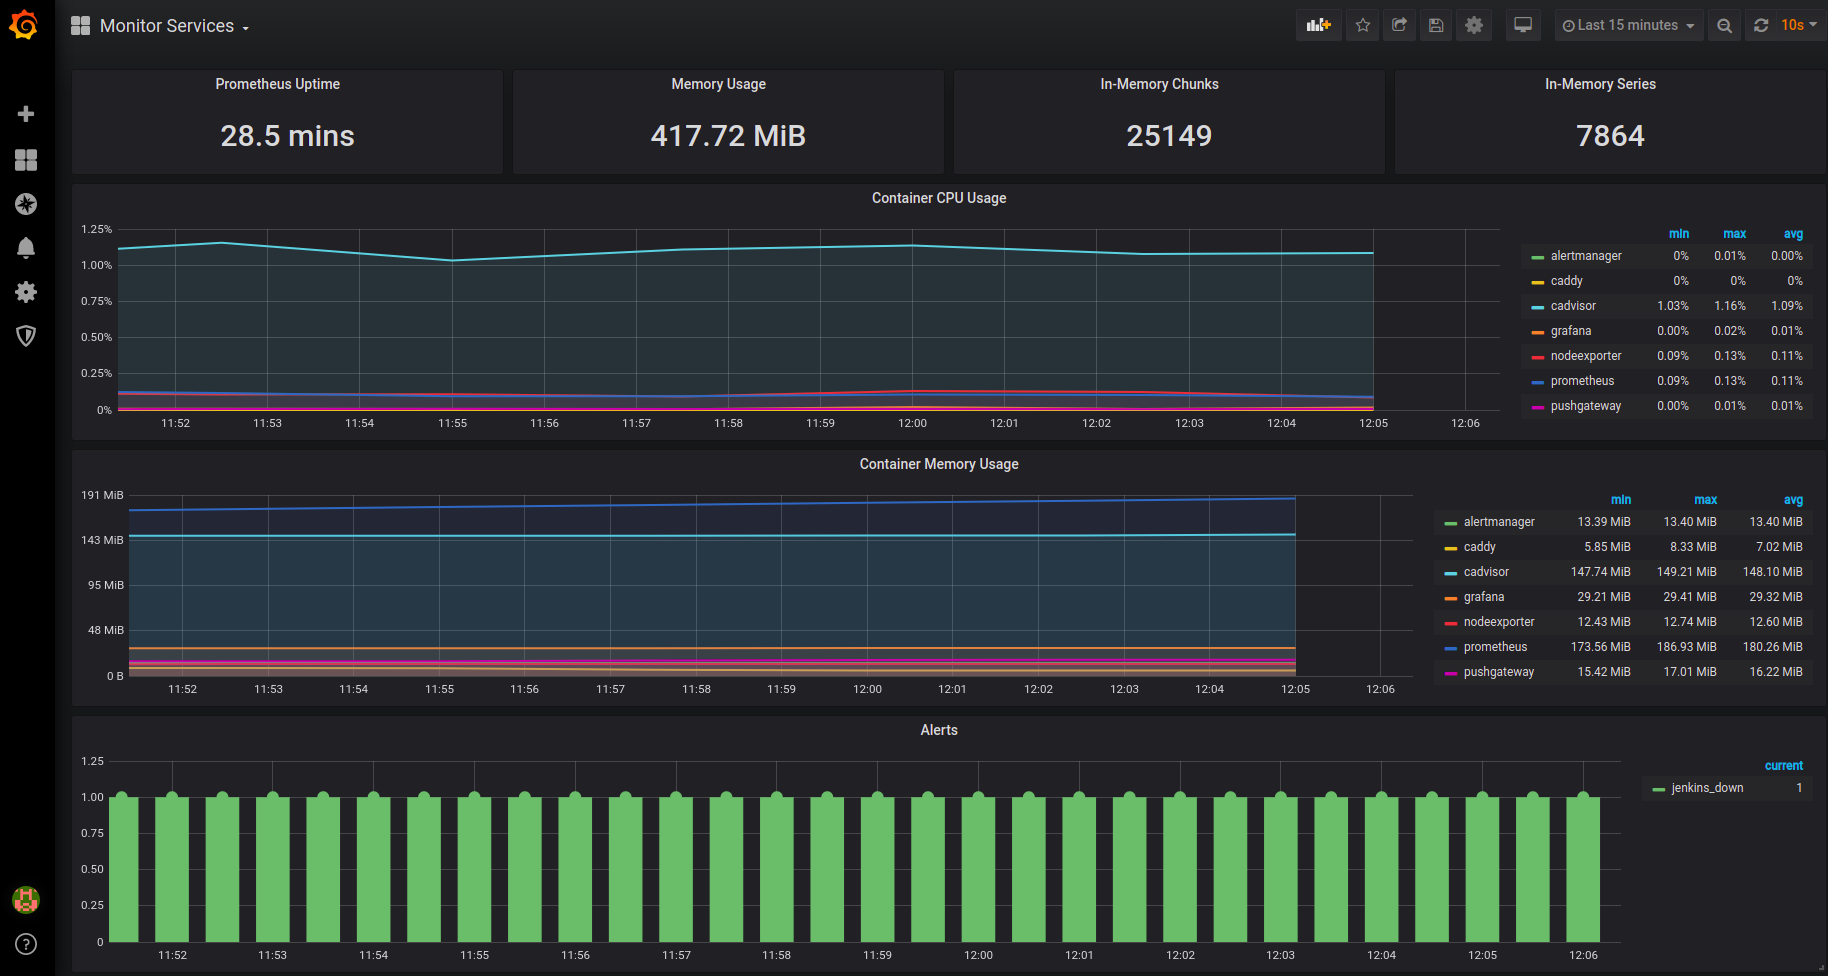 Monitor Services
Last 15 minutes
10s
Prometheus Uptime
28.5 mins
Memory Usage
417.72 MiB
In-Memory Chunks
25149
In-Memory Series
7864
Container CPU Usage
1.25%
1.00%
0.75%
0.50%
0.25%
0%
11:52 11:53 11:54 11:55 11:56 11:57 11:58 11:59 12:00 12:01 12:02 12:03 12:04 12:05 12:06
min max avg
alertmanager 0% 0.01% 0.00%
caddy 0% 0% 0%
cadvisor 1.03% 1.16% 1.09%
grafana 0.00% 0.02% 0.01%
nodeexporter 0.09% 0.13% 0.11%
prometheus 0.09% 0.13% 0.11%
pushgateway 0.00% 0.01% 0.01%
Container Memory Usage
191 MiB
143 MiB
95 MiB
48 MiB
0 B
11:52 11:53 11:54 11:55 11:56 11:57 11:58 11:59 12:00 12:01 12:02 12:03 12:04 12:05 12:06
min max avg
alertmanager 13.39 MiB 13.40 MiB 13.40 MiB
caddy 5.85 MiB 8.33 MiB 7.02 MiB
cadvisor 147.74 MiB 149.21 MiB 148.10 MiB
grafana 29.21 MiB 29.41 MiB 29.32 MiB
nodeexporter 12.43 MiB 12.74 MiB 12.60 MiB
prometheus 173.56 MiB 186.93 MiB 180.26 MiB
pushgateway 15.42 MiB 17.01 MiB 16.22 MiB
Alerts
1.25
1.00
0.75
0.50
0.25
0
11:52 11:53 11:54 11:55 11:56 11:57 11:58 11:59 12:00 12:01 12:02 12:03 12:04 12:05 12:06
current
jenkins_down 1